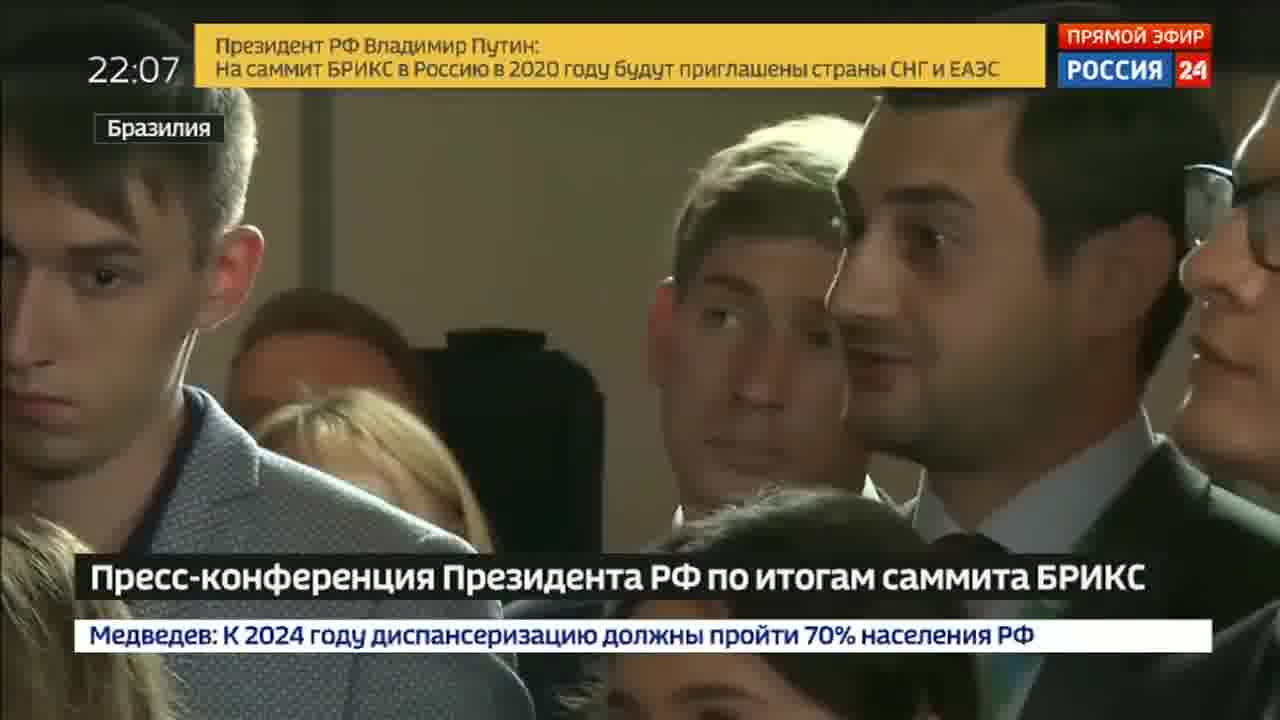 22:07
Президент РФ Владимир Путин:
На саммит БРИКС в Россию в 2020 году будут приглашены страны СНГ и ЕАЭС
ПРЯМОЙ ЭФИР
РОССИЯ 24
Бразилия
Пресс-конференция Президента РФ по итогам саммита БРИКС
Медведев: К 2024 году диспансеризацию должны пройти 70% населения РФ